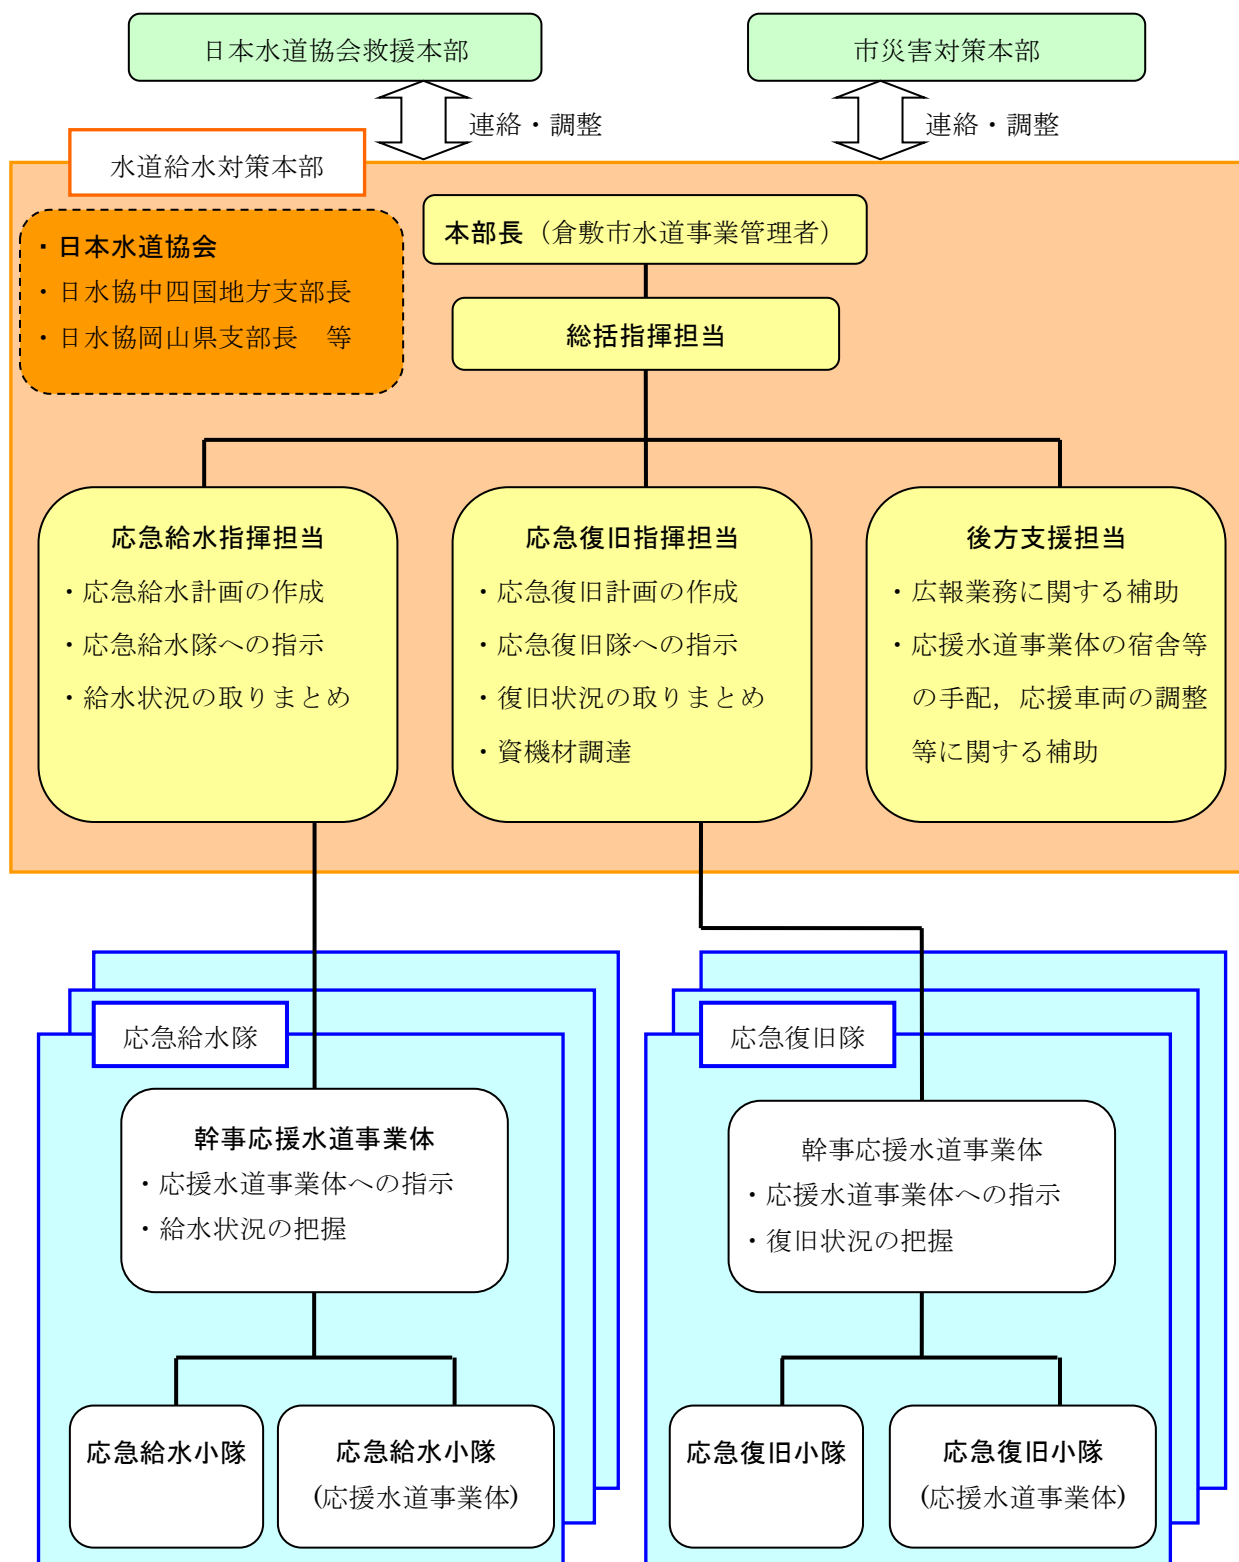 日本水道協会救援本部
市災害対策本部
連絡・調整
連絡・調整
水道給水対策本部
・日本水道協会
・日水協中四国地方支部長
・日水協岡山県支部長　等
本部長（倉敷市水道事業管理者）
総括指揮担当
応急給水指揮担当
・応急給水計画の作成
・応急給水隊への指示
・給水状況の取りまとめ
応急復旧指揮担当
・応急復旧計画の作成
・応急復旧隊への指示
・復旧状況の取りまとめ
・資機材調達
後方支援担当
・広報業務に関する補助
・応援水道事業体の宿舎等
の手配，応援車両の調整
等に関する補助
応急給水隊
幹事応援水道事業体
・応援水道事業体への指示
・給水状況の把握
応急給水小隊
応急給水小隊
(応援水道事業体)
応急復旧隊
幹事応援水道事業体
・応援水道事業体への指示
・復旧状況の把握
応急復旧小隊
応急復旧小隊
(応援水道事業体)